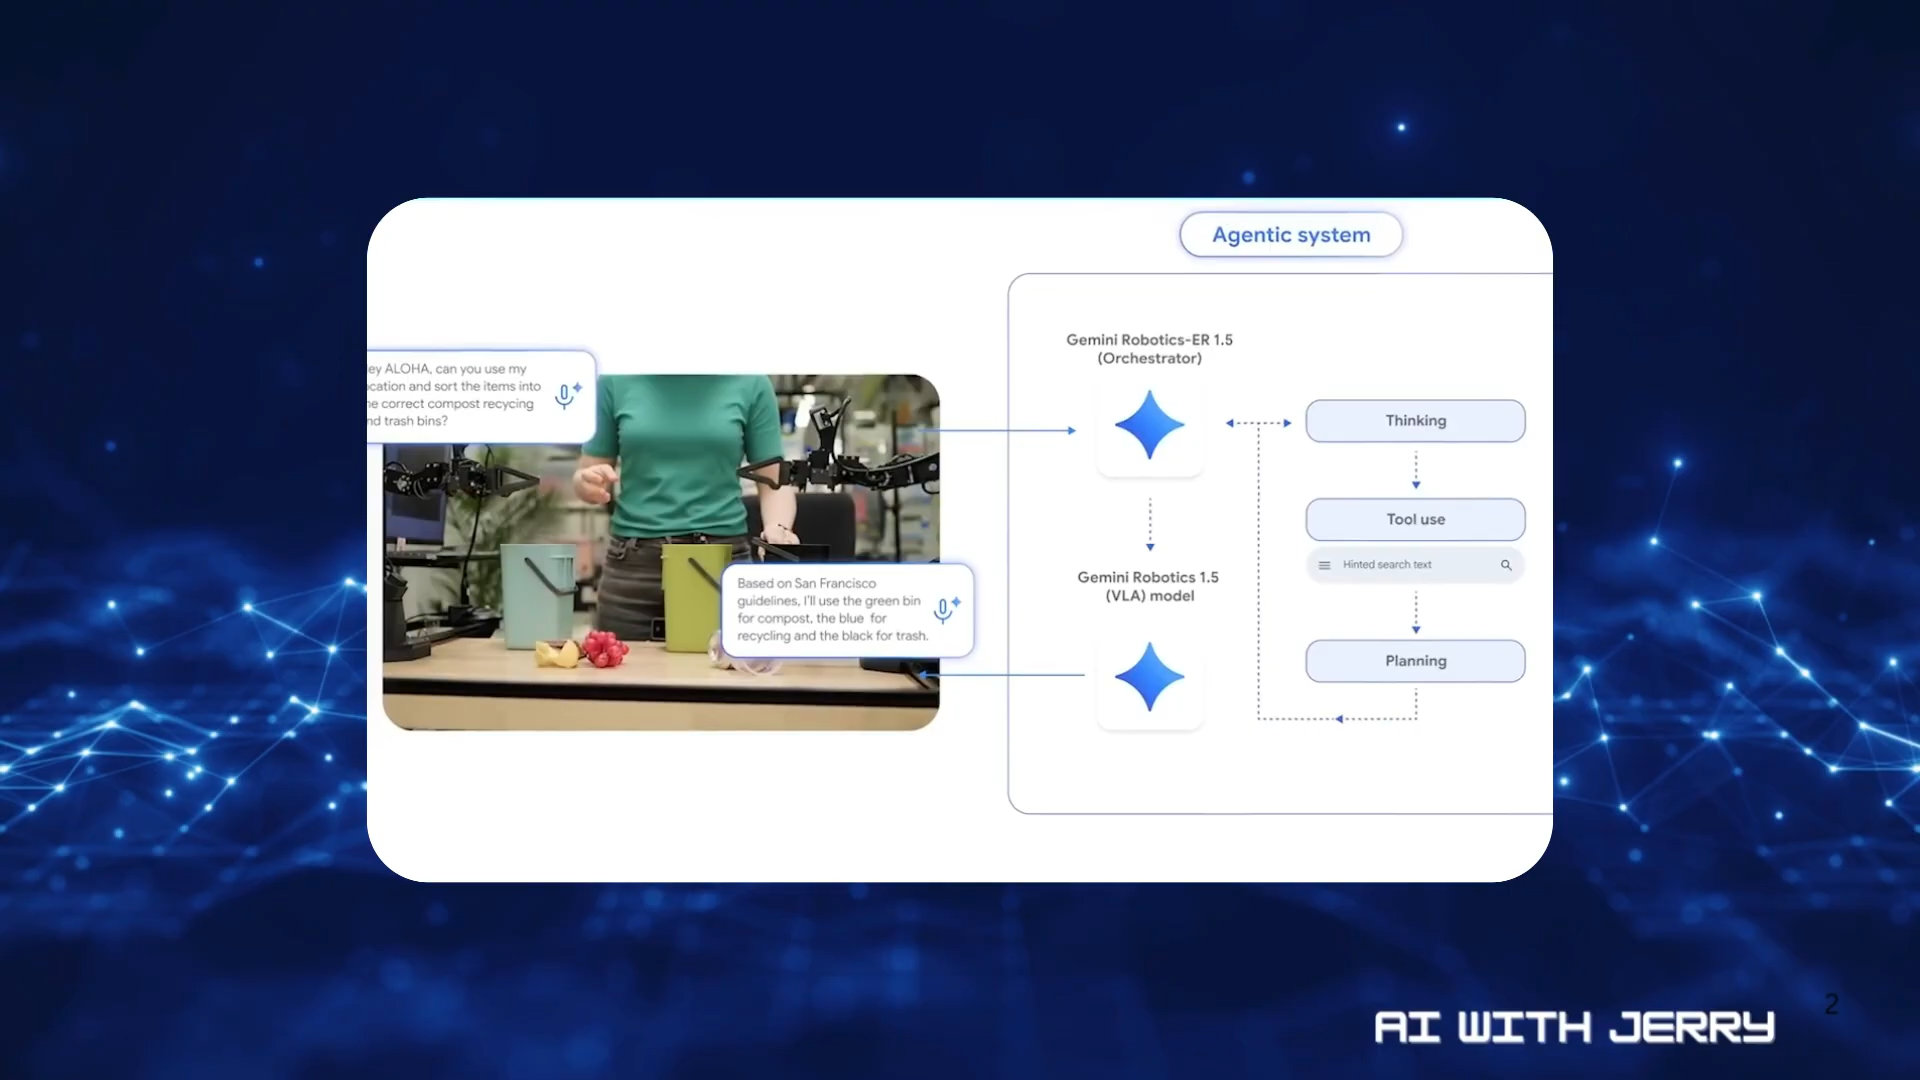 Agentic system
Gemini Robotics-ER 1.5
(Orchestrator)
ey ALOHA, can you use my
ocation and sort the items into
he correct compost recycing
nd trash bins?
Thinking
Tool use
Hinted search text
Based on San Francisco
guidelines, I'll use the green bin
for compost, the blue for
recycling and the black for trash.
Gemini Robotics 1.5
(VLA) model
Planning
2
AI WITH JERRY